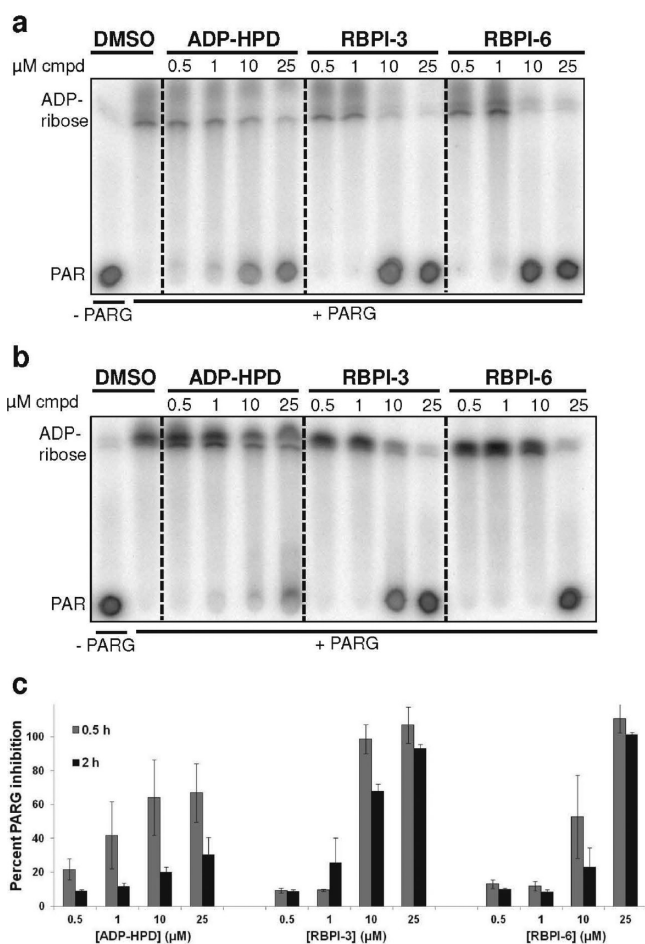 a
DMSO ADP-HPD RBPI-3 RBPI-6
µM cmpd 0.5 1 10 25 0.5 1 10 25 0.5 1 10 25
ADP-
ribose
PAR
- PARG + PARG
b
DMSO ADP-HPD RBPI-3 RBPI-6
µM cmpd 0.5 1 10 25 0.5 1 10 25 0.5 1 10 25
ADP-
ribose
PAR
- PARG + PARG
c
Percent PARG inhibition
100
80
60
40
20
0
0.5 h
2 h
0.5 1 10 25 0.5 1 10 25 0.5 1 10 25
[ADP-HPD] (µM) [RBPI-3] (µM) [RBPI-6] (µM)